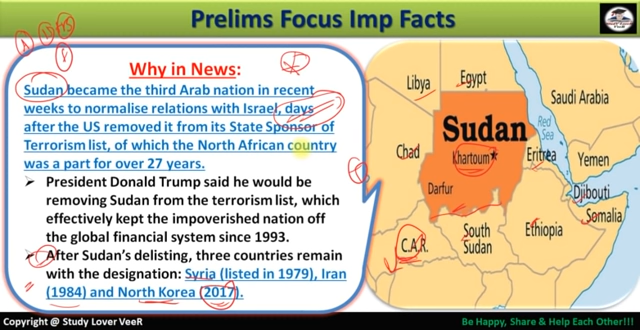 Prelims Focus Imp Facts
Why in News:
Sudan became the third Arab nation in recent
weeks to normalise relations with Israel, days
after the US removed it from its State Sponsor of
Terrorism list, of which the North African country
was a part for over 27 years.
President Donald Trump said he would be
removing Sudan from the terrorism list, which
effectively kept the impoverished nation off
the global financial system since 1993.
After Sudan's delisting, three countries remain
with the designation: Syria (listed in 1979), Iran
(1984) and North Korea (2017).
Libya
Egypt
Saudi Arabia
Red
Sea
Sudan
Chad
Khartoum
Eritrea
Yemen
Darfur
Djibouti
Somalia
C.A.R.
South
Sudan
Ethiopia
Copyright @ Study Lover VeeR
Be Happy, Share & Help Each Other!!!